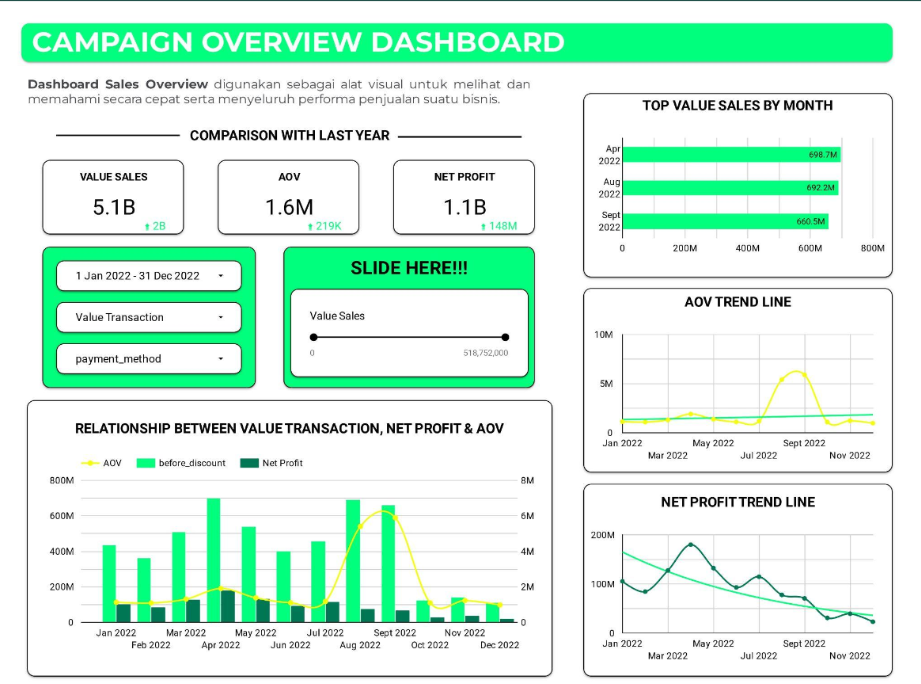 CAMPAIGN OVERVIEW DASHBOARD
Dashboard Sales Overview digunakan sebagai alat visual untuk melihat dan
memahami secara cepat serta menyeluruh performa penjualan suatu bisnis.
COMPARISON WITH LAST YEAR
VALUE SALES
5.1B
2B
AOV
1.6M
219K
NET PROFIT
1.1B
148M
1 Jan 2022 - 31 Dec 2022
Value Transaction
payment_method
SLIDE HERE!!!
Value Sales
0 518,752,000
RELATIONSHIP BETWEEN VALUE TRANSACTION, NET PROFIT & AOV
AOV before_discount Net Profit
800M 8M
600M 6M
400M 4M
200M 2M
0 0
Jan 2022 Mar 2022 May 2022 Jul 2022 Sept 2022 Nov 2022
Feb 2022 Apr 2022 Jun 2022 Aug 2022 Oct 2022 Dec 2022
TOP VALUE SALES BY MONTH
Apr
2022
698.7M
Aug
2022
692.2M
Sept
2022
660.5M
0 200M 400M 600M 800M
AOV TREND LINE
10M
5M
0
Jan 2022 May 2022 Sept 2022
Mar 2022 Jul 2022 Nov 2022
NET PROFIT TREND LINE
200M
100M
0
Jan 2022 May 2022 Sept 2022
Mar 2022 Jul 2022 Nov 2022